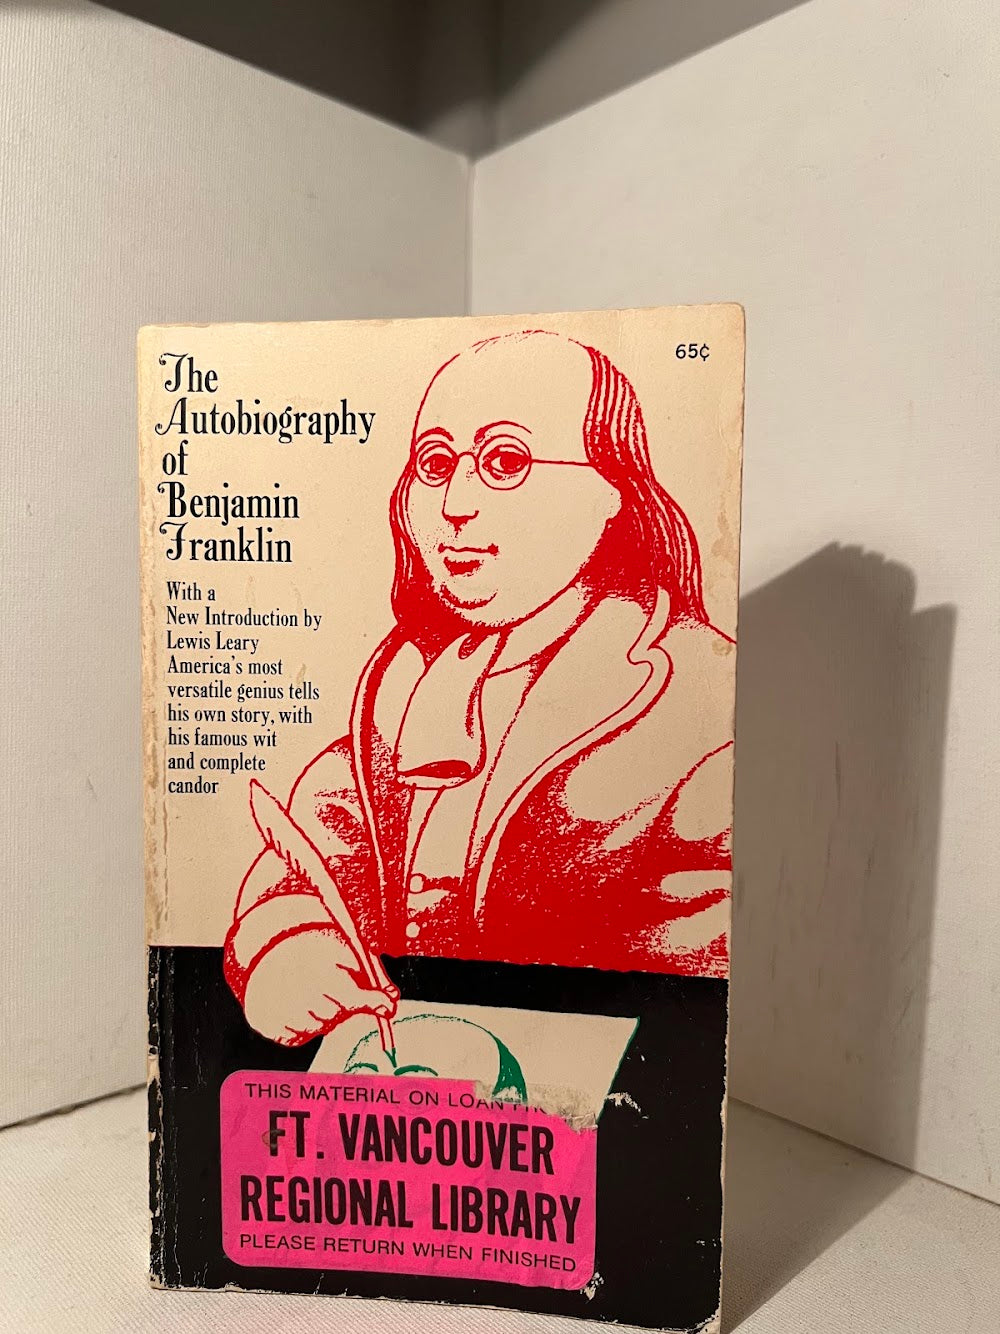 The
Autobiography
of
Benjamin
Franklin
65¢
With a
New Introduction by
Lewis Leary
America's most
versatile genius tells
his own story, with
his famous wit
and complete
candor
THIS MATERIAL ON LOAN
FT. VANCOUVER
REGIONAL LIBRARY
PLEASE RETURN WHEN FINISHED